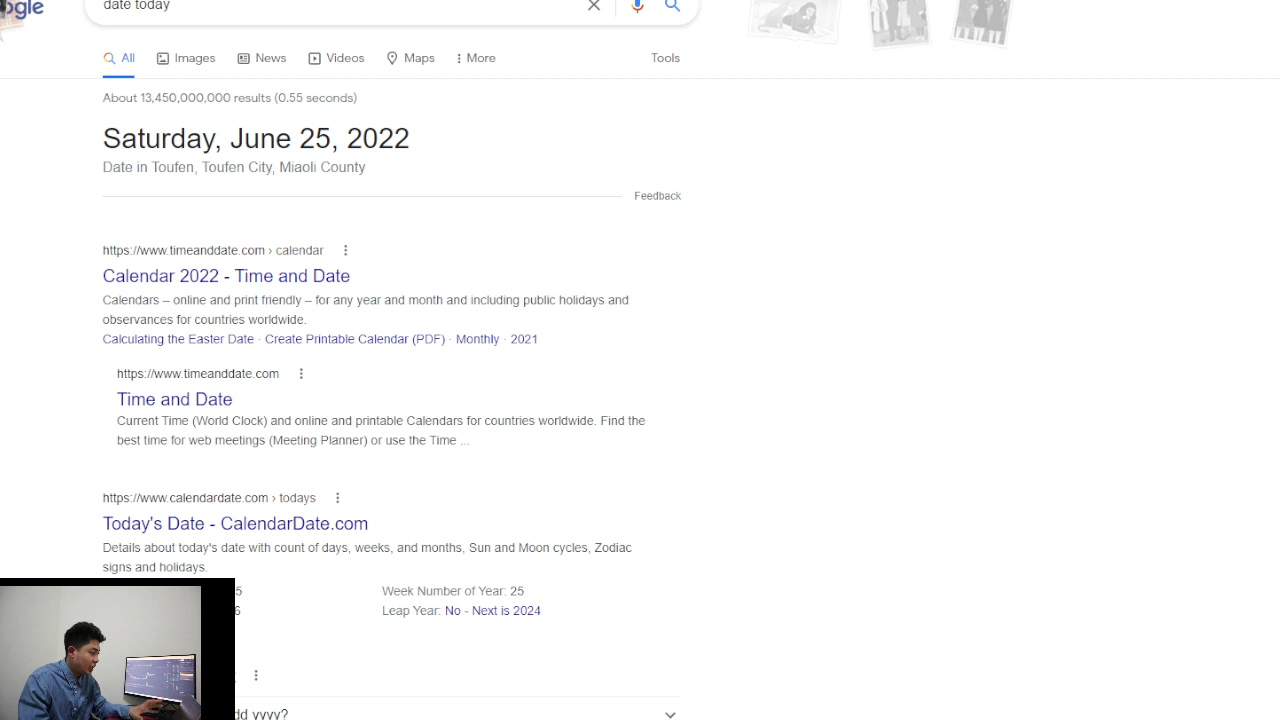 date today
All Images News Videos Maps More Tools
About 13,450,000,000 results (0.55 seconds)
Saturday, June 25, 2022
Date in Toufen, Toufen City, Miaoli County
Feedback
https://www.timeanddate.com › calendar
Calendar 2022 - Time and Date
Calendars – online and print friendly – for any year and month and including public holidays and
observances for countries worldwide.
Calculating the Easter Date · Create Printable Calendar (PDF) · Monthly · 2021
https://www.timeanddate.com
Time and Date
Current Time (World Clock) and online and printable Calendars for countries worldwide. Find the
best time for web meetings (Meeting Planner) or use the Time ...
https://www.calendardate.com › todays
Today's Date - CalendarDate.com
Details about today's date with count of days, weeks, and months, Sun and Moon cycles, Zodiac
signs and holidays.
5 Week Number of Year: 25
6 Leap Year: No - Next is 2024
dd yyyy?